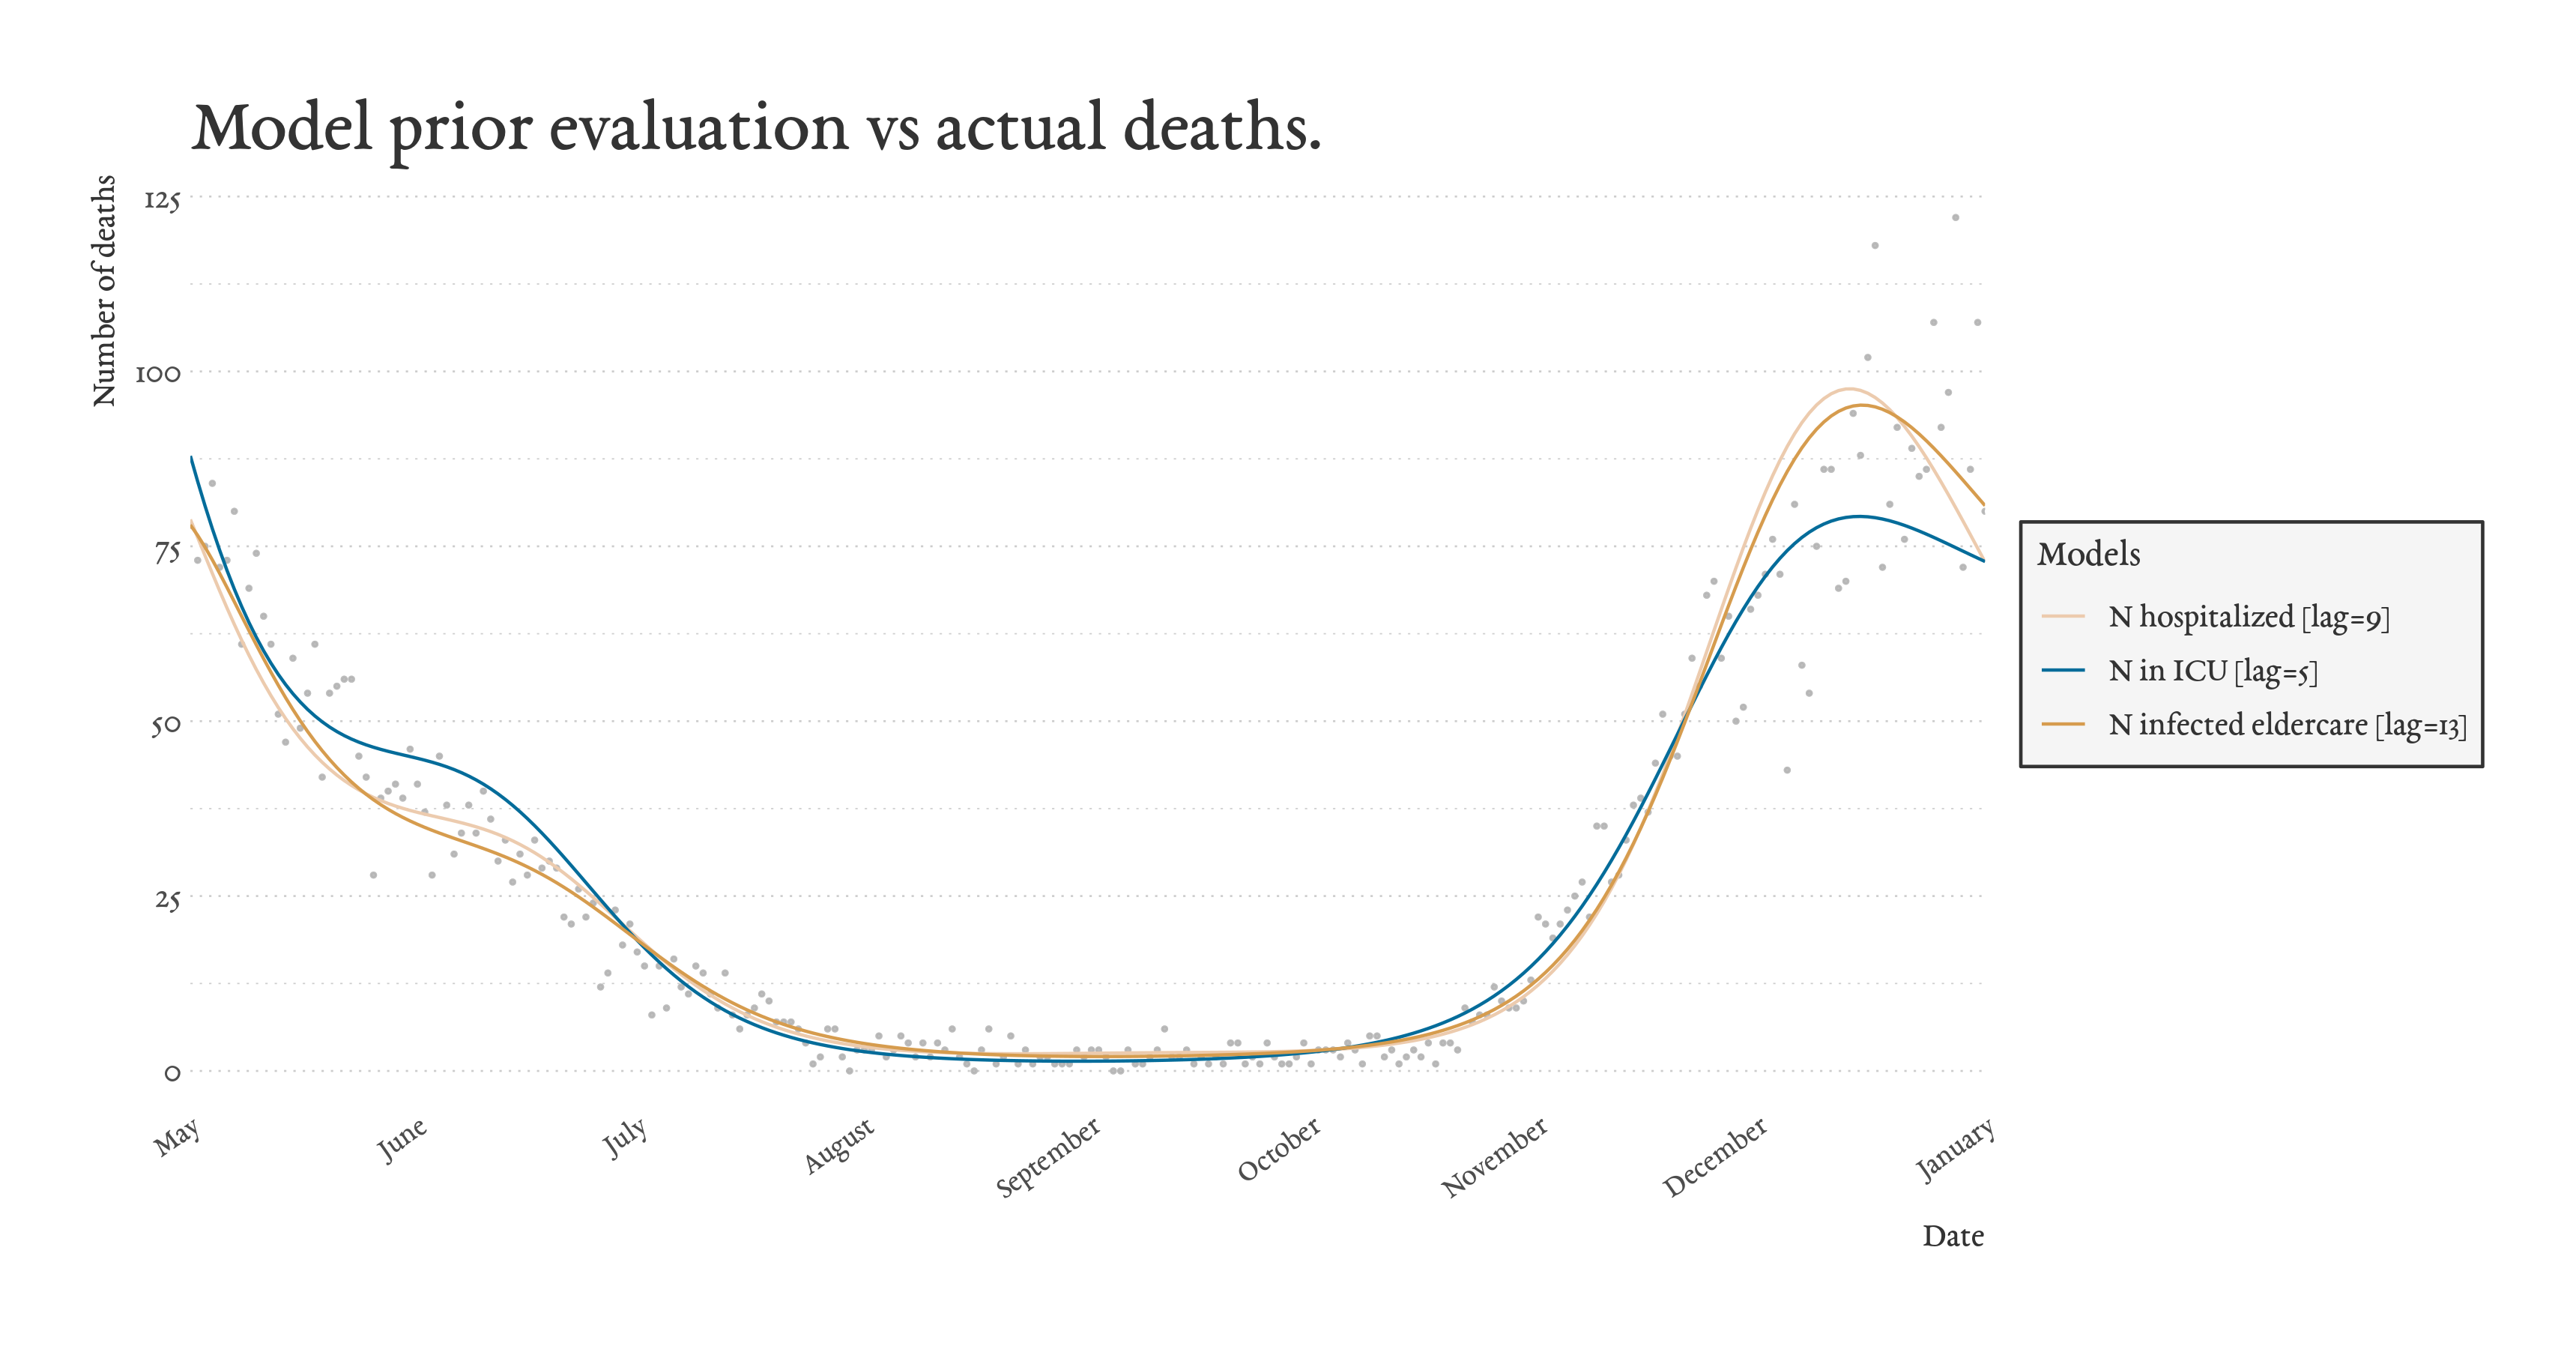 Model prior evaluation vs actual deaths.
Number of deaths
125
100
75
50
25
0
May
June
July
August
September
October
November
December
January
Date
Models
N hospitalized [lag=9]
N in ICU [lag=5]
N infected eldercare [lag=13]